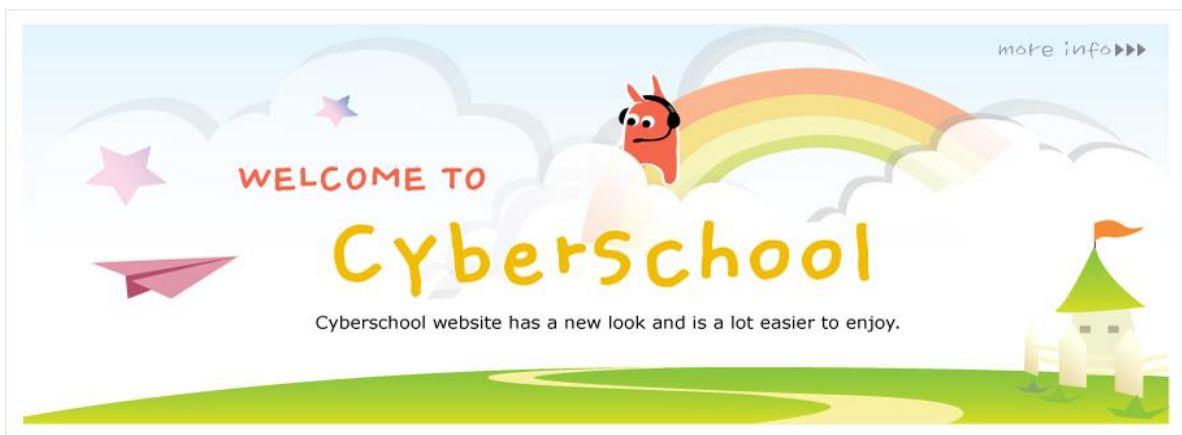 more info
WELCOME TO
Cyberschool
Cyberschool website has a new look and is a lot easier to enjoy.